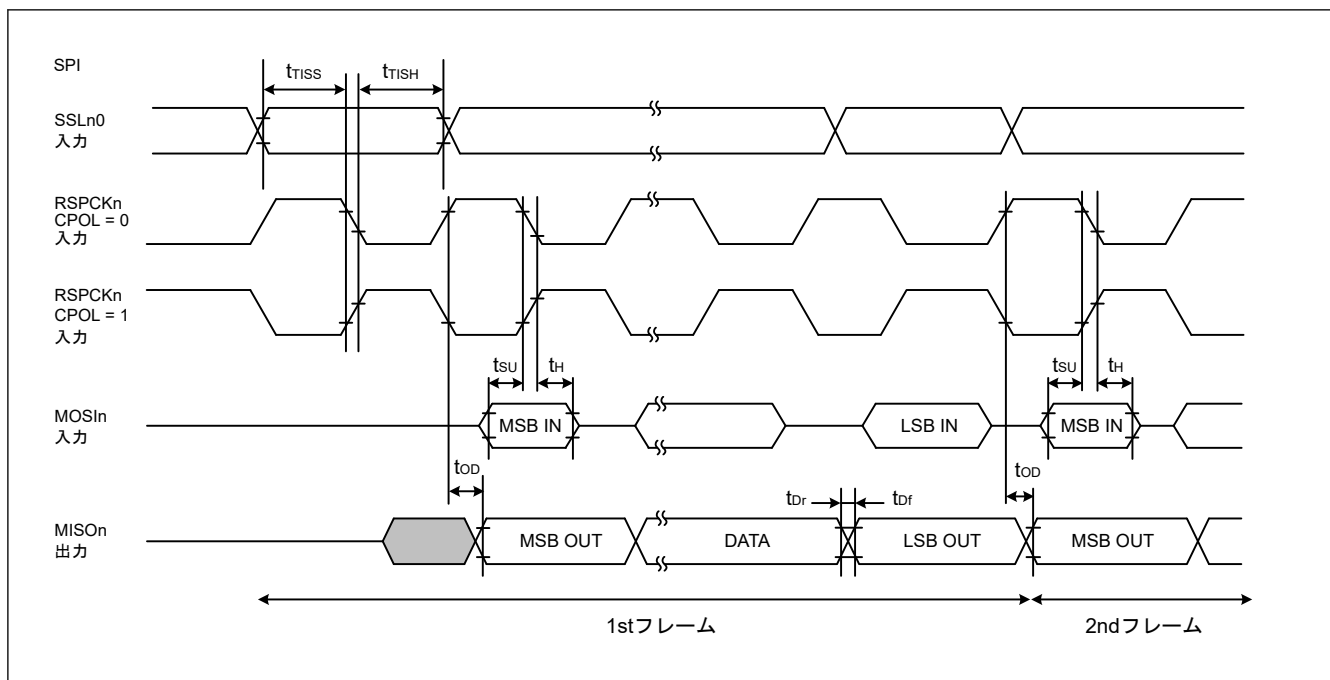 SPI
tTISS
tTISH
SSLn0
入力
RSPCKn
CPOL = 0
入力
RSPCKn
CPOL = 1
入力
tSU
tH
tSU
tH
MOSIn
入力
MSB IN
LSB IN
MSB IN
tOD
tDr
tDf
tOD
MISOn
出力
MSB OUT
DATA
LSB OUT
MSB OUT
1stフレーム
2ndフレーム